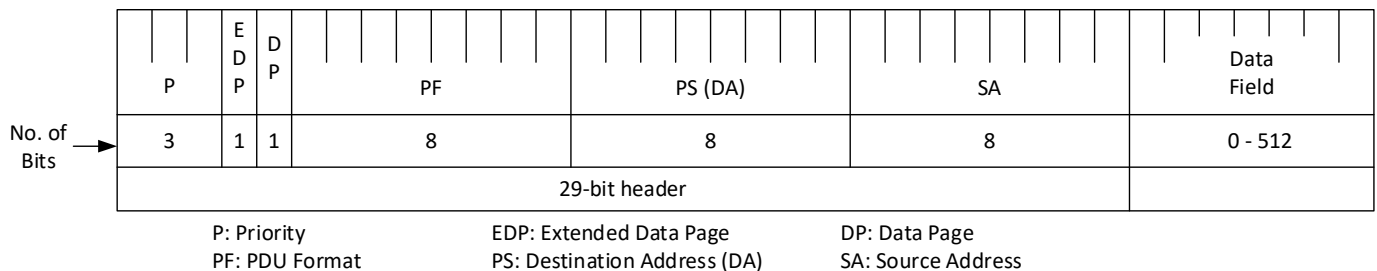 P
EDP
DP
PF
PS (DA)
SA
Data
Field
No. of
Bits
3
1
1
8
8
8
0 - 512
29-bit header
P: Priority
EDP: Extended Data Page
DP: Data Page
PF: PDU Format
PS: Destination Address (DA)
SA: Source Address